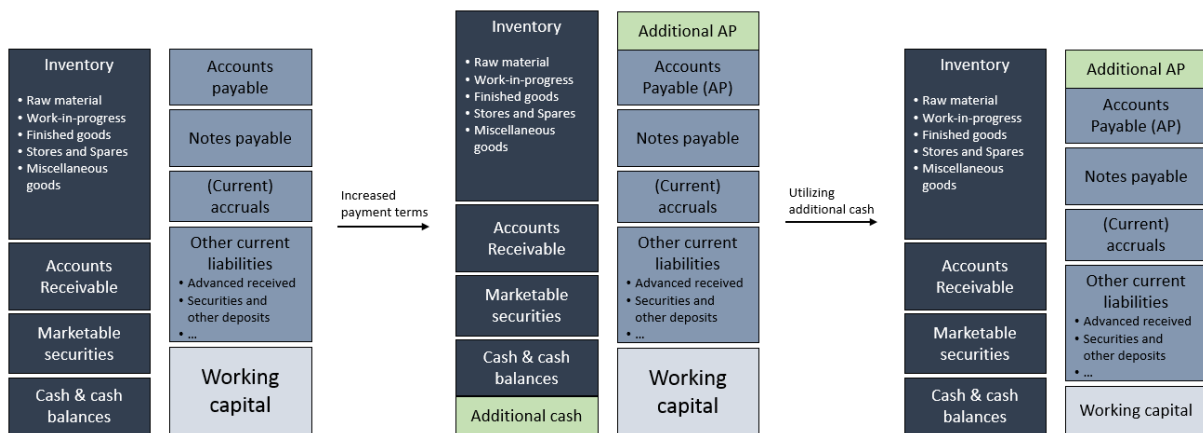 Inventory
• Raw material
• Work-in-progress
• Finished goods
• Stores and Spares
• Miscellaneous
goods
Accounts
Receivable
Marketable
securities
Cash & cash
balances
Accounts
payable
Notes payable
(Current)
accruals
Other current
liabilities
• Advanced received
• Securities and
other deposits
• ...
Working
capital
Increased
payment terms
Inventory
• Raw material
• Work-in-progress
• Finished goods
• Stores and Spares
• Miscellaneous
goods
Accounts
Receivable
Marketable
securities
Cash & cash
balances
Additional cash
Additional AP
Accounts
Payable (AP)
Notes payable
(Current)
accruals
Other current
liabilities
• Advanced received
• Securities and
other deposits
• ...
Working
capital
Utilizing
additional cash
Inventory
• Raw material
• Work-in-progress
• Finished goods
• Stores and Spares
• Miscellaneous
goods
Accounts
Receivable
Marketable
securities
Cash & cash
balances
Additional AP
Accounts
Payable (AP)
Notes payable
(Current)
accruals
Other current
liabilities
• Advanced received
• Securities and
other deposits
• ...
Working capital